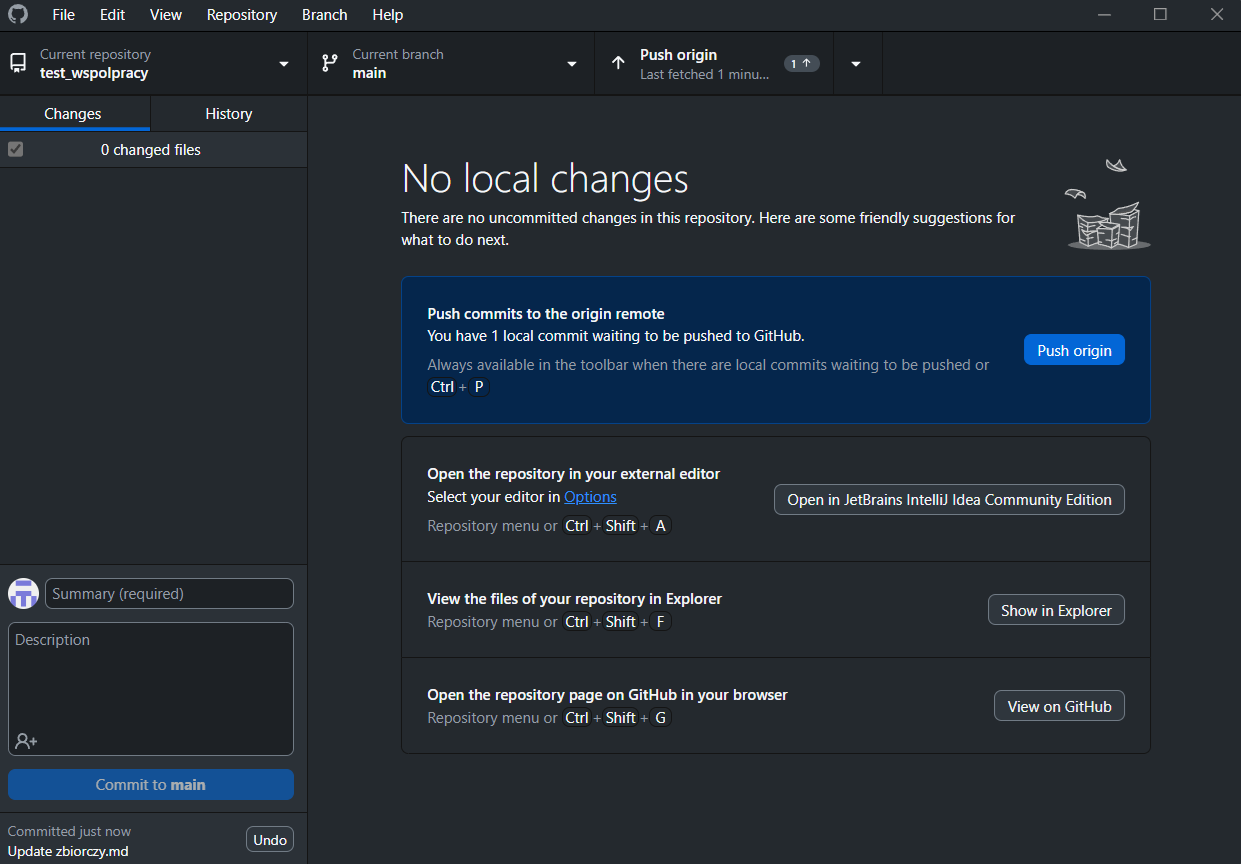 File Edit View Repository Branch Help
Current repository
test_wspolpracy
Current branch
main
Push origin
Last fetched 1 minu...
1
Changes
History
0 changed files
No local changes
There are no uncommitted changes in this repository. Here are some friendly suggestions for
what to do next.
Push commits to the origin remote
You have 1 local commit waiting to be pushed to GitHub.
Always available in the toolbar when there are local commits waiting to be pushed or
Ctrl + P
Push origin
Open the repository in your external editor
Select your editor in Options
Repository menu or Ctrl + Shift + A
Open in JetBrains IntelliJ Idea Community Edition
View the files of your repository in Explorer
Repository menu or Ctrl + Shift + F
Show in Explorer
Open the repository page on GitHub in your browser
Repository menu or Ctrl + Shift + G
View on GitHub
Summary (required)
Description
Commit to main
Committed just now
Update zbiorczy.md
Undo